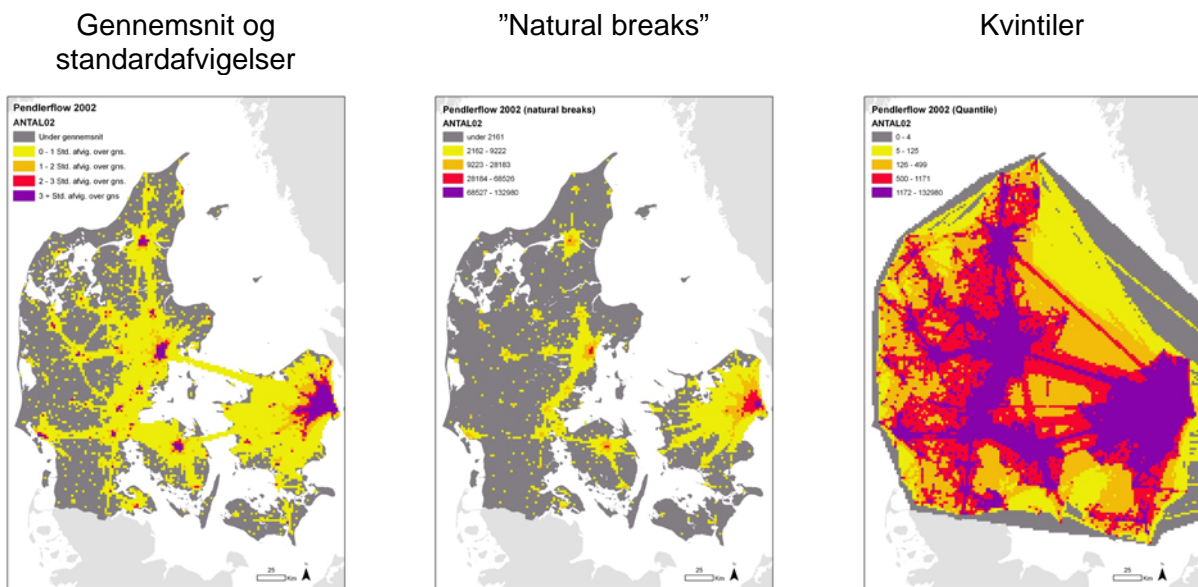 Gennemsnit og
standardafvigelser
”Natural breaks”
Kvintiler
Pendlerflow 2002
ANTAL02
Under gennemsnit
0 - 1 Std. afvig. over gns.
1 - 2 Std. afvig. over gns.
2 - 3 Std. afvig. over gns.
3 + Std. afvig. over gns
25
Km
N
Pendlerflow 2002 (natural breaks)
ANTAL02
under 2161
2162 - 9222
9223 - 28183
28184 - 68526
68527 - 132980
25
Km
N
Pendlerflow 2002 (Quantile)
ANTAL02
0 - 4
5 - 125
126 - 499
500 - 1171
1172 - 132980
25
Km
N